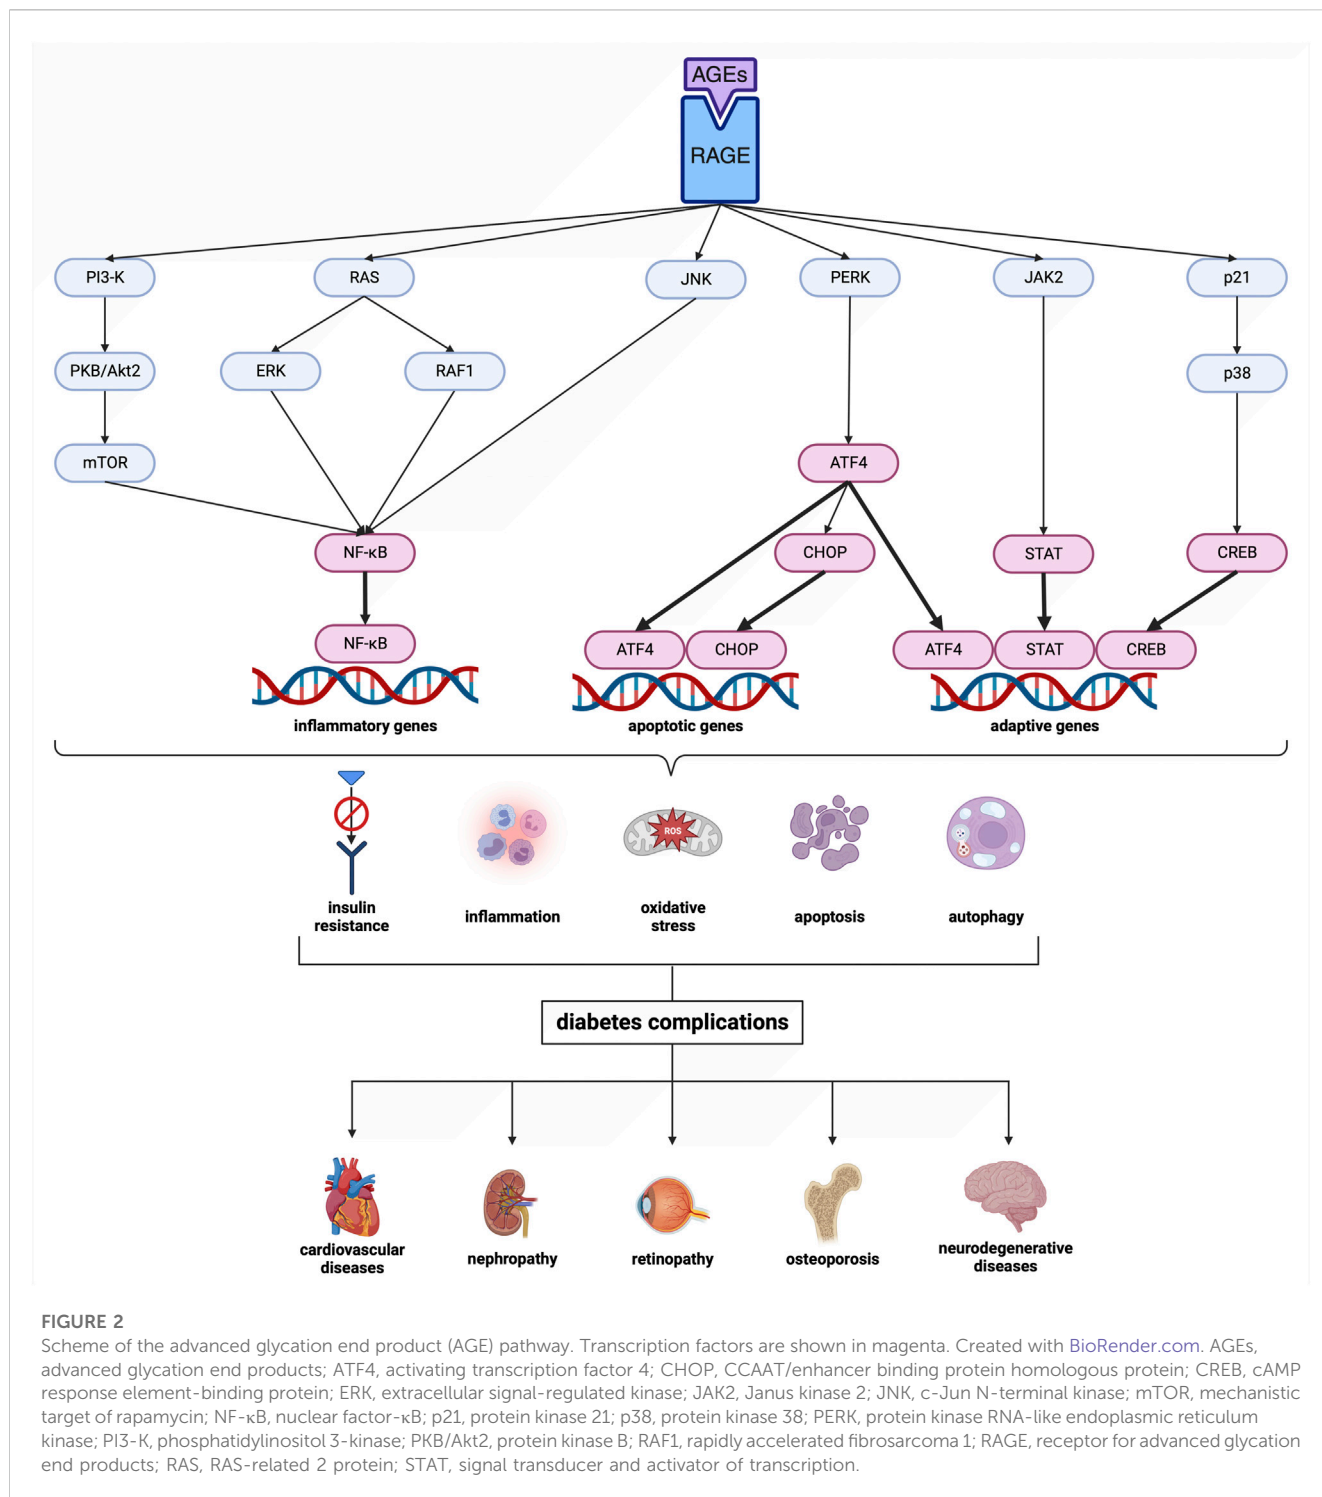 AGEs
RAGE
PI3-K
RAS
JNK
PERK
JAK2
p21
PKB/Akt2
ERK
RAF1
p38
mTOR
ATF4
NF-κB
CHOP
STAT
CREB
NF-κB
ATF4
CHOP
ATF4
STAT
CREB
inflammatory genes
apoptotic genes
adaptive genes
ROS
insulin
resistance
inflammation
oxidative
stress
apoptosis
autophagy
diabetes complications
cardiovascular
diseases
nephropathy
retinopathy
osteoporosis
neurodegenerative
diseases
FIGURE 2
Scheme of the advanced glycation end product (AGE) pathway. Transcription factors are shown in magenta. Created with BioRender.com. AGEs,
advanced glycation end products; ATF4, activating transcription factor 4; CHOP, CCAAT/enhancer binding protein homologous protein; CREB, cAMP
response element-binding protein; ERK, extracellular signal-regulated kinase; JAK2, Janus kinase 2; JNK, c-Jun N-terminal kinase; mTOR, mechanistic
target of rapamycin; NF-κB, nuclear factor-κB; p21, protein kinase 21; p38, protein kinase 38; PERK, protein kinase RNA-like endoplasmic reticulum
kinase; PI3-K, phosphatidylinositol 3-kinase; PKB/Akt2, protein kinase B; RAF1, rapidly accelerated fibrosarcoma 1; RAGE, receptor for advanced glycation
end products; RAS, RAS-related 2 protein; STAT, signal transducer and activator of transcription.